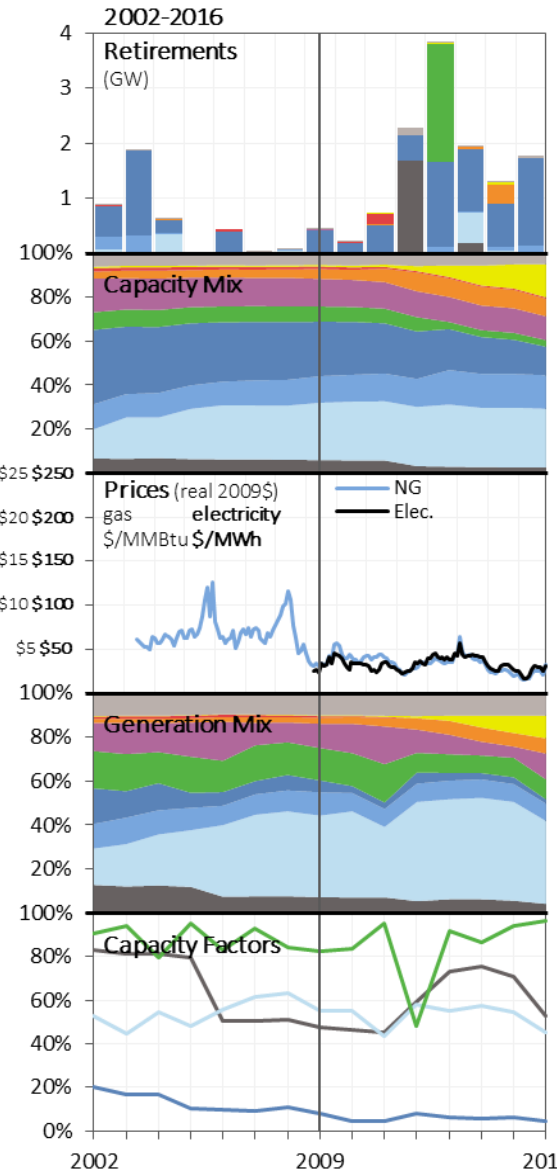 2002-2016
4
Retirements
(GW)
3
2
1
100%
Capacity Mix
80%
60%
40%
20%
$25 $250
Prices (real 2009$)
NG
gas electricity
Elec.
$20 $200
$/MMBtu $/MWh
$15 $150
$10 $100
$5 $50
100%
Generation Mix
80%
60%
40%
20%
100%
Capacity Factors
80%
60%
40%
20%
0%
2002 2009 201